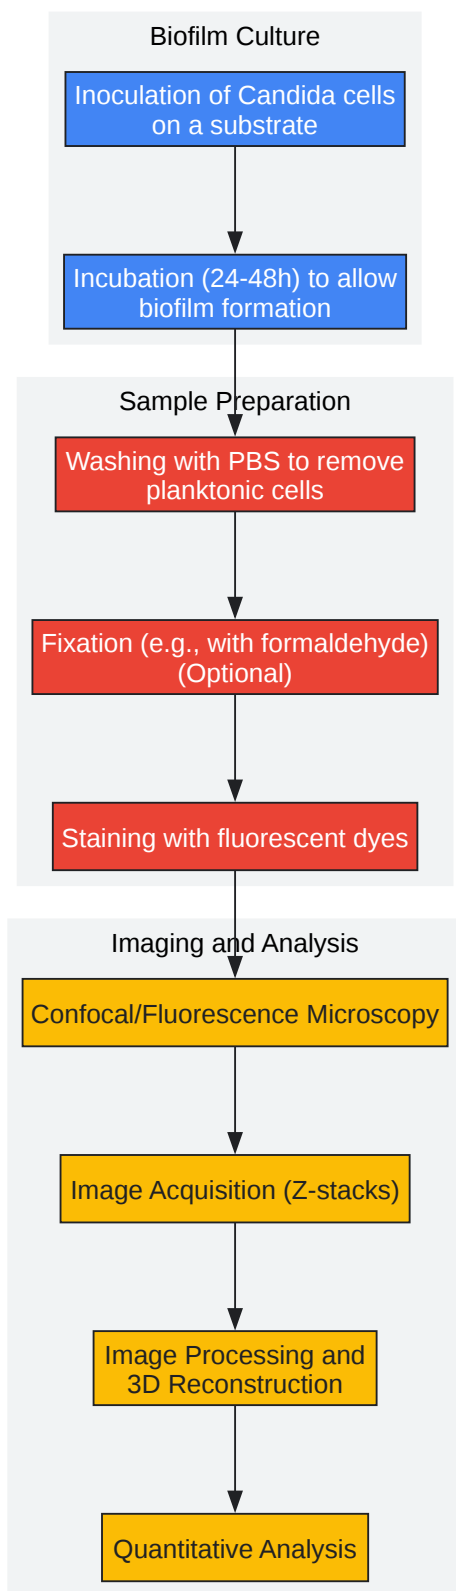 Biofilm Culture
Inoculation of Candida cells
on a substrate
Incubation (24-48h) to allow
biofilm formation
Sample Preparation
Washing with PBS to remove
planktonic cells
Fixation (e.g., with formaldehyde)
(Optional)
Staining with fluorescent dyes
Imaging and Analysis
Confocal/Fluorescence Microscopy
Image Acquisition (Z-stacks)
Image Processing and
3D Reconstruction
Quantitative Analysis